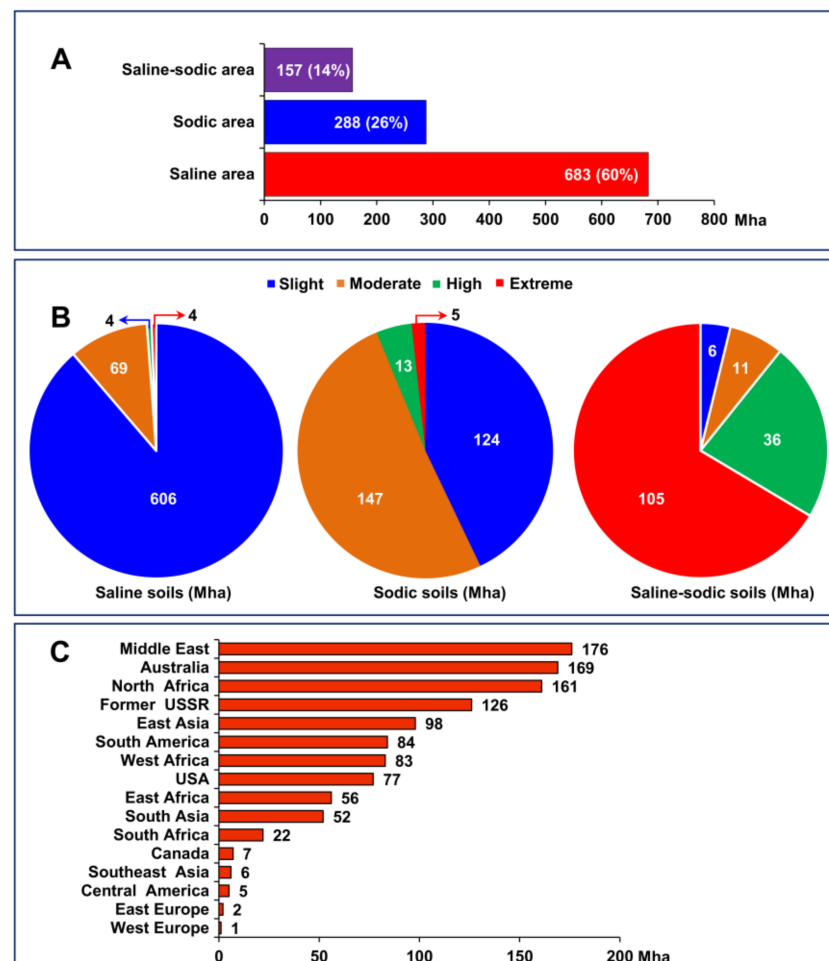 A
Saline-sodic area 157 (14%)
Sodic area 288 (26%)
Saline area 683 (60%)
0 100 200 300 400 500 600 700 800 Mha
Slight Moderate High Extreme
B
4 4
69
606
Saline soils (Mha)
5
13
124
147
Sodic soils (Mha)
6
11
36
105
Saline-sodic soils (Mha)
C
Middle East 176
Australia 169
North Africa 161
Former USSR 126
East Asia 98
South America 84
West Africa 83
USA 77
East Africa 56
South Asia 52
South Africa 22
Canada 7
Southeast Asia 6
Central America 5
East Europe 2
West Europe 1
0 50 100 150 200 Mha